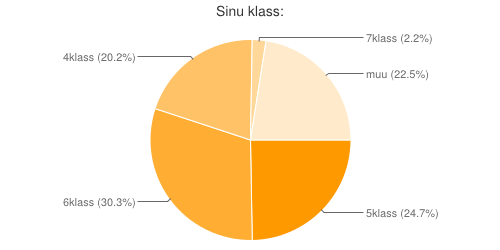 Sinu klass:
7klass (2.2%)
4klass (20.2%)
muu (22.5%)
6klass (30.3%)
5klass (24.7%)